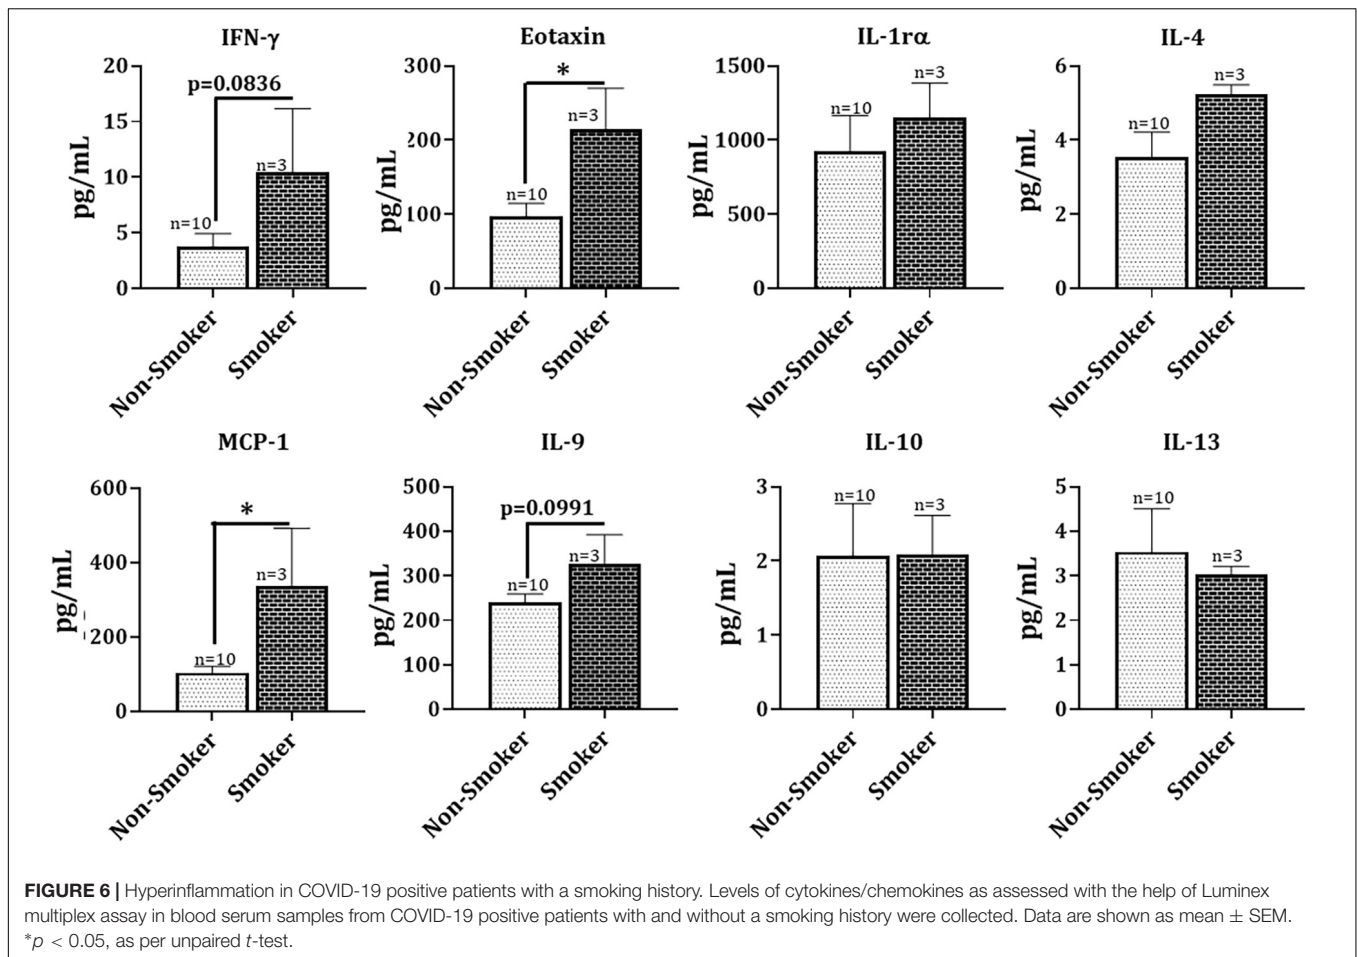 IFN-γ
20
15
10
5
0
pg/mL
p=0.0836
n=10
n=3
Non-Smoker
Smoker
Eotaxin
300
200
100
0
pg/mL
*
n=10
n=3
Non-Smoker
Smoker
IL-1rα
1500
1000
500
0
pg/mL
n=10
n=3
Non-Smoker
Smoker
IL-4
6
4
2
0
pg/mL
n=10
n=3
Non-Smoker
Smoker
MCP-1
600
400
200
0
pg/mL
*
n=10
n=3
Non-Smoker
Smoker
IL-9
500
400
300
200
100
0
pg/mL
p=0.0991
n=10
n=3
Non-Smoker
Smoker
IL-10
3
2
1
0
pg/mL
n=10
n=3
Non-Smoker
Smoker
IL-13
5
4
3
2
1
0
pg/mL
n=10
n=3
Non-Smoker
Smoker
FIGURE 6 | Hyperinflammation in COVID-19 positive patients with a smoking history. Levels of cytokines/chemokines as assessed with the help of Luminex
multiplex assay in blood serum samples from COVID-19 positive patients with and without a smoking history were collected. Data are shown as mean ± SEM.
*p < 0.05, as per unpaired t-test.